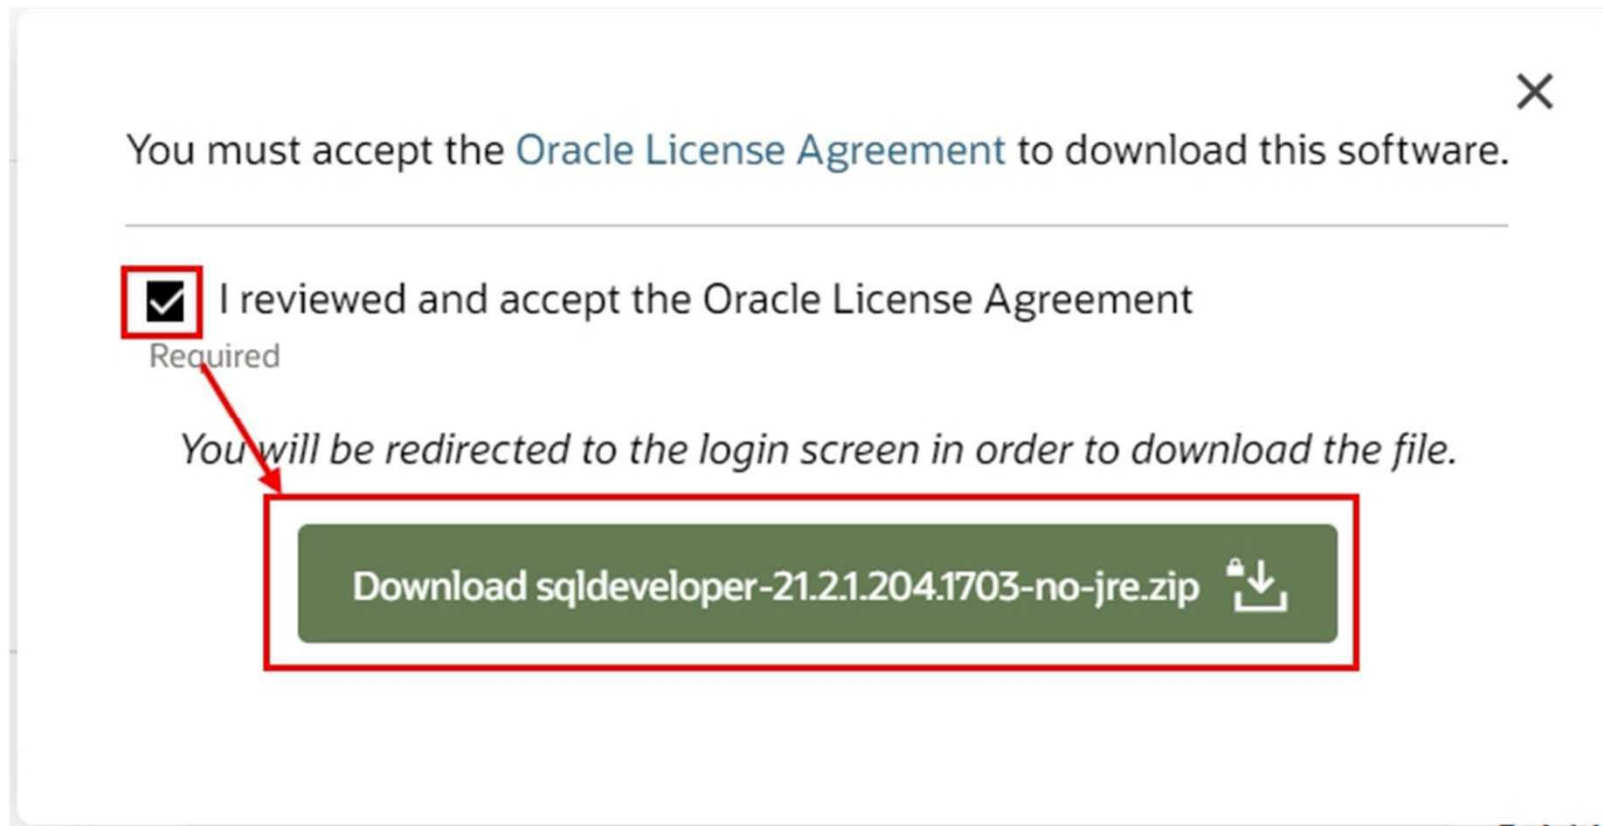 You must accept the Oracle License Agreement to download this software.
I reviewed and accept the Oracle License Agreement
Required
You will be redirected to the login screen in order to download the file.
Download sqldeveloper-21.2.1.204.1703-no-jre.zip